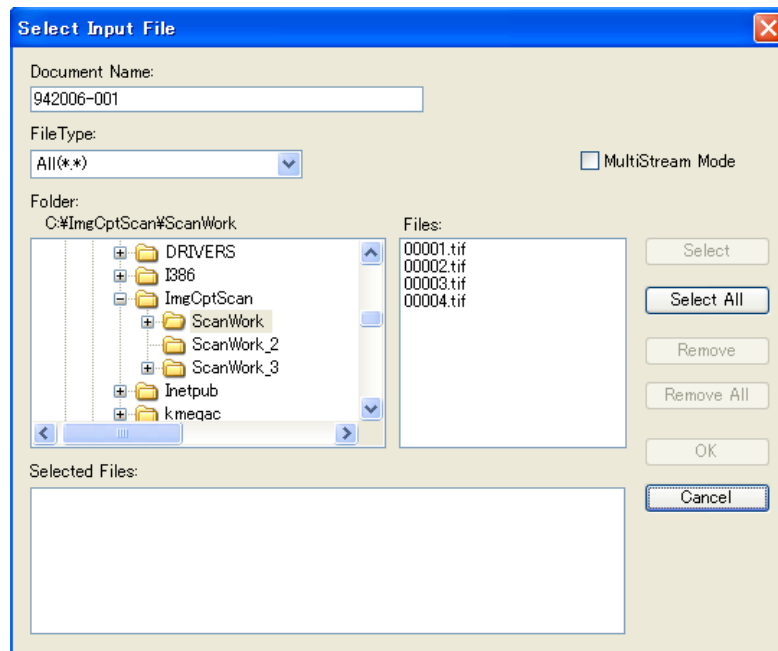 Select Input File
Document Name:
942006-001
FileType:
All(*.*)
MultiStream Mode
Folder:
C:¥ImgCptScan¥ScanWork
DRIVERS
I386
ImgCptScan
ScanWork
ScanWork_2
ScanWork_3
Inetpub
kmeqac
Files:
00001.tif
00002.tif
00003.tif
00004.tif
Select
Select All
Remove
Remove All
OK
Cancel
Selected Files: